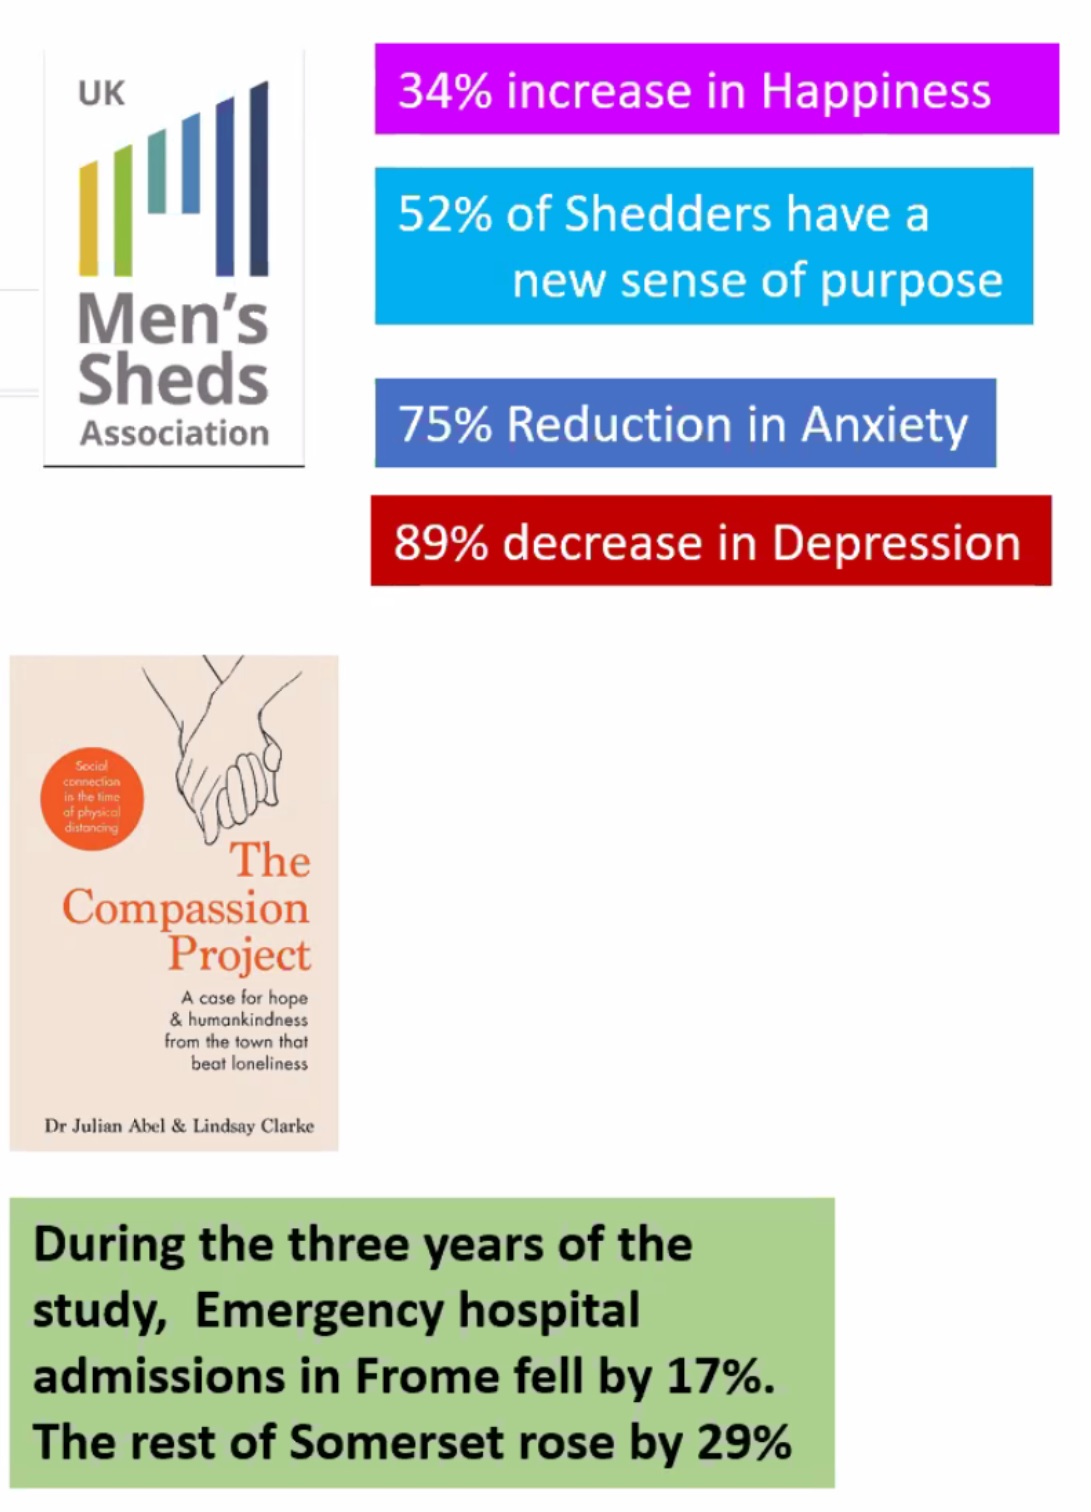 UK
Men's
Sheds
Association
34% increase in Happiness
52% of Shedders have a
new sense of purpose
75% Reduction in Anxiety
89% decrease in Depression
Social
connection
in the time
of physical
distancing
The
Compassion
Project
A case for hope
& humankindness
from the town that
beat loneliness
Dr Julian Abel & Lindsay Clarke
During the three years of the
study,  Emergency hospital
admissions in Frome fell by 17%.
The rest of Somerset rose by 29%